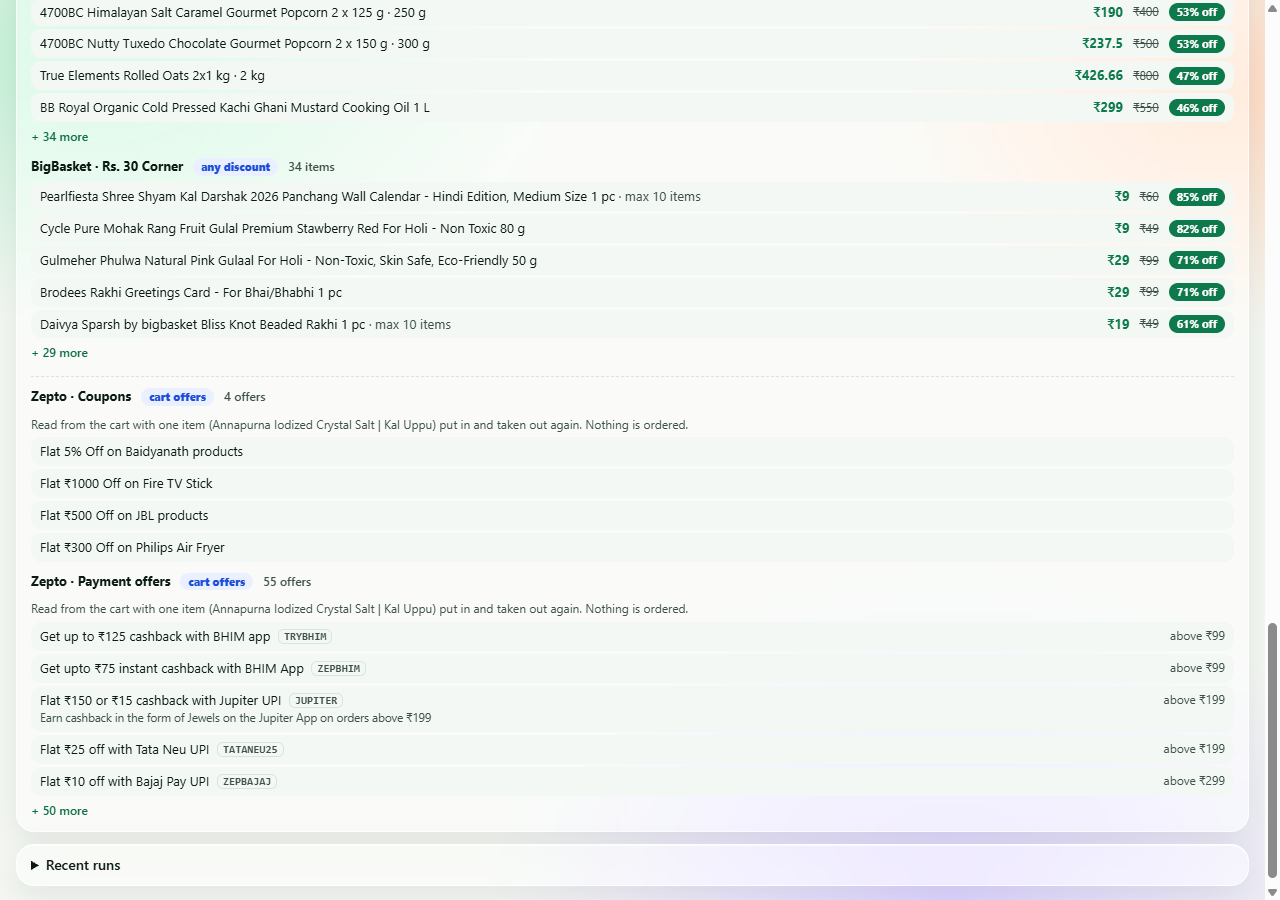 4700BC Himalayan Salt Caramel Gourmet Popcorn 2 x 125 g · 250 g ₹190 ₹400 53% off
4700BC Nutty Tuxedo Chocolate Gourmet Popcorn 2 x 150 g · 300 g ₹237.5 ₹500 53% off
True Elements Rolled Oats 2x1 kg · 2 kg ₹426.66 ₹800 47% off
BB Royal Organic Cold Pressed Kachi Ghani Mustard Cooking Oil 1 L ₹299 ₹550 46% off
+ 34 more
BigBasket · Rs. 30 Corner any discount 34 items
Pearlfiesta Shree Shyam Kal Darshak 2026 Panchang Wall Calendar - Hindi Edition, Medium Size 1 pc · max 10 items ₹9 ₹60 85% off
Cycle Pure Mohak Rang Fruit Gulal Premium Stawberry Red For Holi - Non Toxic 80 g ₹9 ₹49 82% off
Gulmeher Phulwa Natural Pink Gulaal For Holi - Non-Toxic, Skin Safe, Eco-Friendly 50 g ₹29 ₹99 71% off
Brodees Rakhi Greetings Card - For Bhai/Bhabhi 1 pc ₹29 ₹99 71% off
Daivya Sparsh by bigbasket Bliss Knot Beaded Rakhi 1 pc · max 10 items ₹19 ₹49 61% off
+ 29 more
Zepto · Coupons cart offers 4 offers
Read from the cart with one item (Annapurna Iodized Crystal Salt | Kal Uppu) put in and taken out again. Nothing is ordered.
Flat 5% Off on Baidyanath products
Flat ₹1000 Off on Fire TV Stick
Flat ₹500 Off on JBL products
Flat ₹300 Off on Philips Air Fryer
Zepto · Payment offers cart offers 55 offers
Read from the cart with one item (Annapurna Iodized Crystal Salt | Kal Uppu) put in and taken out again. Nothing is ordered.
Get up to ₹125 cashback with BHIM app TRYBHIM above ₹99
Get upto ₹75 instant cashback with BHIM App ZEPBHIM above ₹99
Flat ₹150 or ₹15 cashback with Jupiter UPI JUPITER above ₹199
Earn cashback in the form of Jewels on the Jupiter App on orders above ₹199
Flat ₹25 off with Tata Neu UPI TATANEU25 above ₹199
Flat ₹10 off with Bajaj Pay UPI ZEPBAJAJ above ₹299
+ 50 more
▶ Recent runs